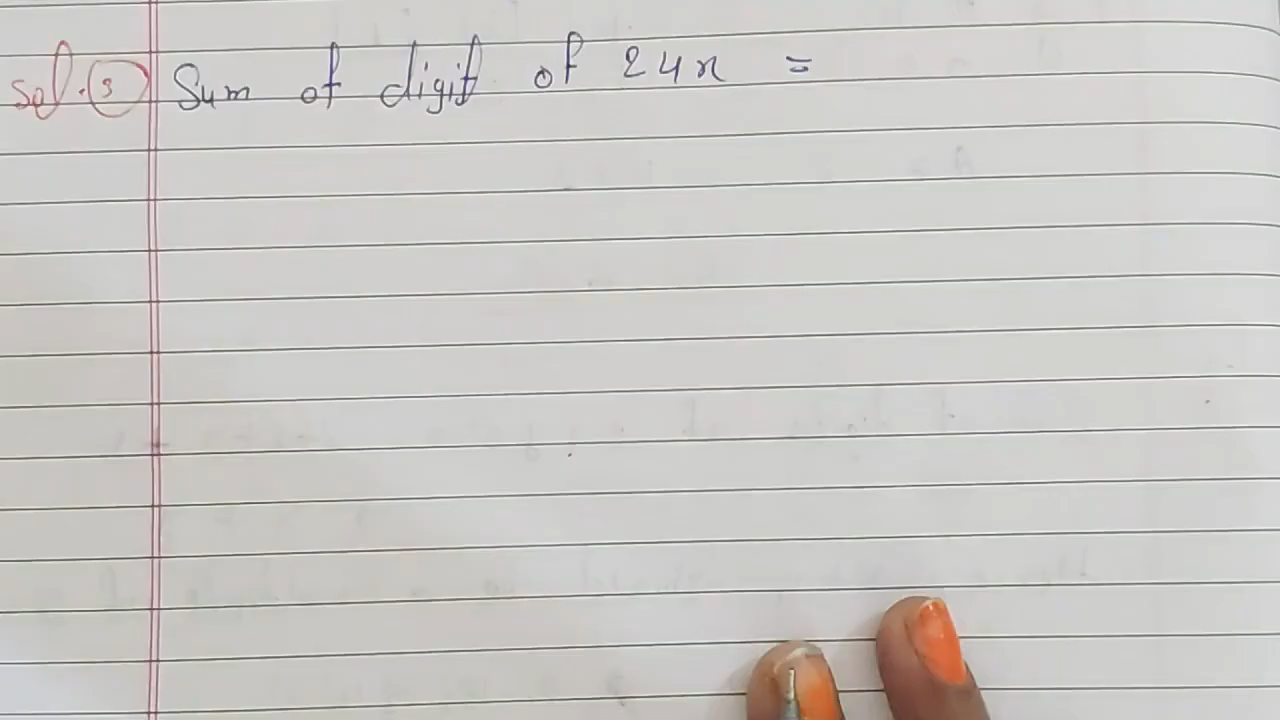 Sol. (3) Sum of digit of 24x =